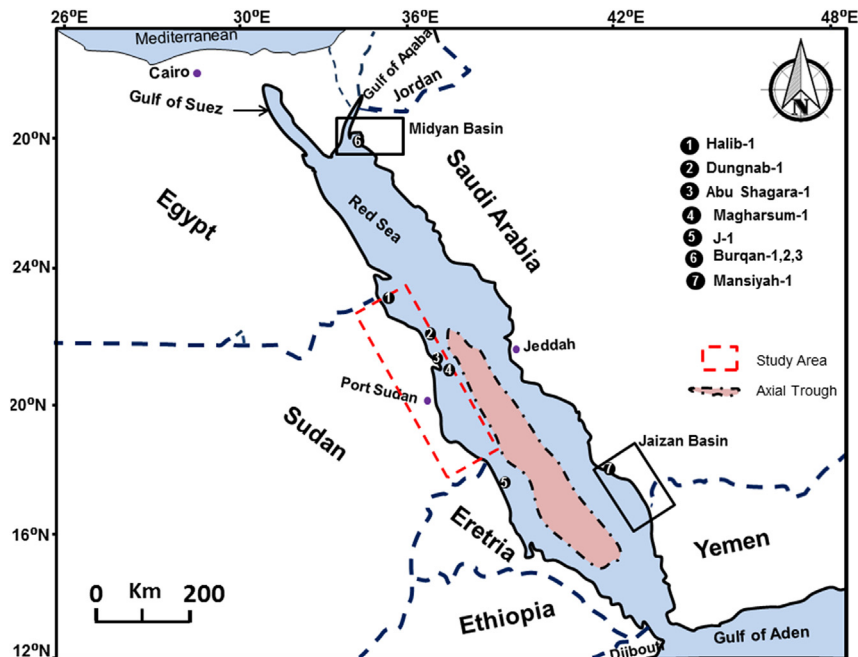 26°E
30°E
36°E
42°E
48°E
Mediterranean
Cairo
Gulf of Suez
Gulf of Aqaba
Jordan
N
20°N
6
Midyan Basin
Saudi Arabia
1 Halib-1
2 Dungnab-1
3 Abu Shagara-1
4 Magharsum-1
5 J-1
6 Burqan-1,2,3
7 Mansiyah-1
Egypt
Red Sea
24°N
1
2
3
4
Jeddah
Study Area
Axial Trough
Port Sudan
20°N
Sudan
Jaizan Basin
7
5
Eretria
16°N
Yemen
0 Km 200
Ethiopia
12°N
Djibouti
Gulf of Aden